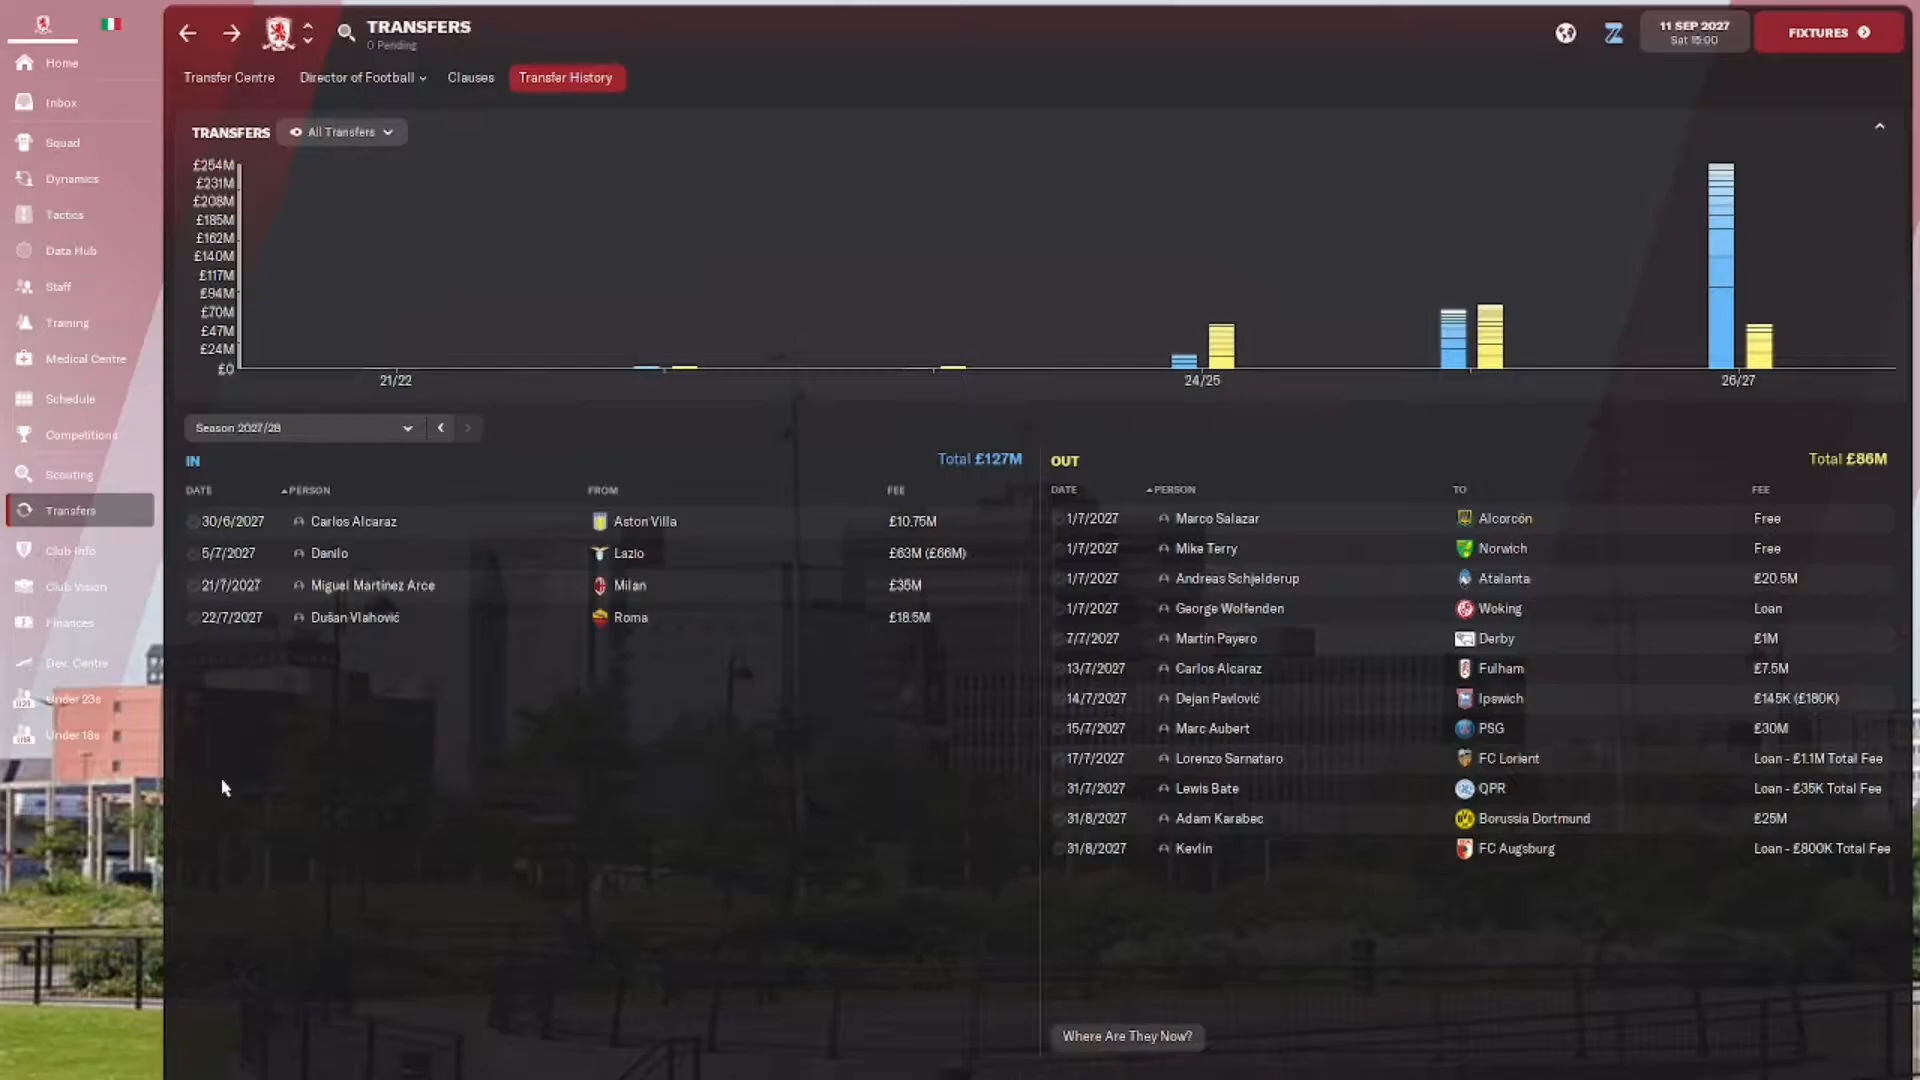 TRANSFERS
0 Pending
11 SEP 2027
Sat 15:00
FIXTURES
Transfer Centre
Director of Football
Clauses
Transfer History
Home
Inbox
Squad
Dynamics
Tactics
Data Hub
Staff
Training
Medical Centre
Schedule
Competitions
Scouting
Transfers
Club Info
Club Vision
Finances
Dev. Centre
Under 23s
Under 18s
TRANSFERS
All Transfers
£254M
£231M
£208M
£185M
£162M
£140M
£117M
£94M
£70M
£47M
£24M
£0
21/22
24/25
26/27
Season 2027/28
IN
Total £127M
DATE PERSON FROM FEE
30/6/2027 Carlos Alcaraz Aston Villa £10.75M
5/7/2027 Danilo Lazio £63M (£66M)
21/7/2027 Miguel Martínez Arce Milan £35M
22/7/2027 Dušan Vlahović Roma £18.5M
OUT
Total £86M
DATE PERSON TO FEE
1/7/2027 Marco Salazar Alcorcón Free
1/7/2027 Mike Terry Norwich Free
1/7/2027 Andreas Schjelderup Atalanta £20.5M
1/7/2027 George Wolfenden Woking Loan
7/7/2027 Martín Payero Derby £1M
13/7/2027 Carlos Alcaraz Fulham £7.5M
14/7/2027 Dejan Pavlović Ipswich £145K (£180K)
15/7/2027 Marc Aubert PSG £30M
17/7/2027 Lorenzo Sarnataro FC Lorient Loan - £1.1M Total Fee
31/7/2027 Lewis Bate QPR Loan - £35K Total Fee
31/8/2027 Adam Karabec Borussia Dortmund £25M
31/8/2027 Kevlin FC Augsburg Loan - £800K Total Fee
Where Are They Now?